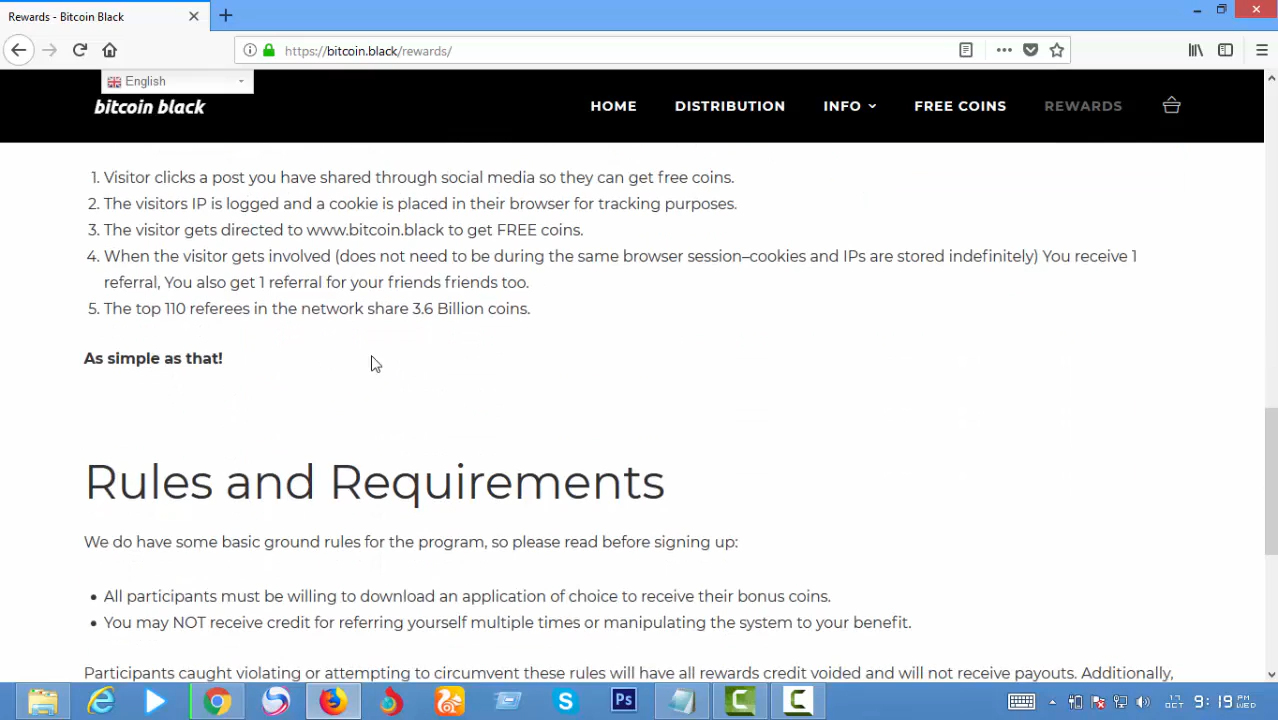 Rewards - Bitcoin Black
https://bitcoin.black/rewards/
English
bitcoin black
HOME DISTRIBUTION INFO FREE COINS REWARDS
1. Visitor clicks a post you have shared through social media so they can get free coins.
2. The visitors IP is logged and a cookie is placed in their browser for tracking purposes.
3. The visitor gets directed to www.bitcoin.black to get FREE coins.
4. When the visitor gets involved (does not need to be during the same browser session–cookies and IPs are stored indefinitely) You receive 1
referral, You also get 1 referral for your friends friends too.
5. The top 110 referees in the network share 3.6 Billion coins.
As simple as that!
Rules and Requirements
We do have some basic ground rules for the program, so please read before signing up:
• All participants must be willing to download an application of choice to receive their bonus coins.
• You may NOT receive credit for referring yourself multiple times or manipulating the system to your benefit.
Participants caught violating or attempting to circumvent these rules will have all rewards credit voided and will not receive payouts. Additionally,
Ps
17 OCT 9:19 PM WED